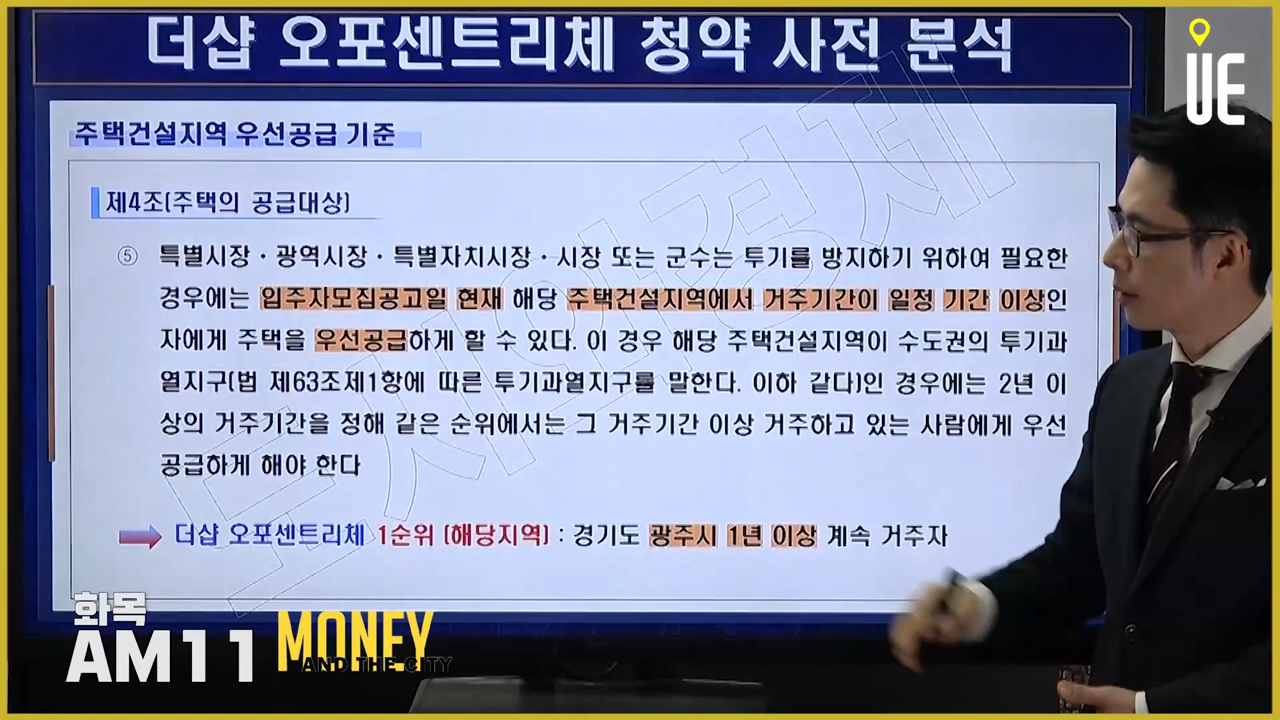 더샵 오포센트리체 청약 사전 분석
UE
주택건설지역 우선공급 기준
제4조(주택의 공급대상)
⑤ 특별시장·광역시장·특별자치시장·시장 또는 군수는 투기를 방지하기 위하여 필요한
경우에는 입주자모집공고일 현재 해당 주택건설지역에서 거주기간이 일정 기간 이상인
자에게 주택을 우선공급하게 할 수 있다. 이 경우 해당 주택건설지역이 수도권의 투기과
열지구(법 제63조제1항에 따른 투기과열지구를 말한다. 이하 같다)인 경우에는 2년 이
상의 거주기간을 정해 같은 순위에서는 그 거주기간 이상 거주하고 있는 사람에게 우선
공급하게 해야 한다
더샵 오포센트리체 1순위 (해당지역) : 경기도 광주시 1년 이상 계속 거주자
도시와경제
화목
AM11
MONEY
AND THE CITY